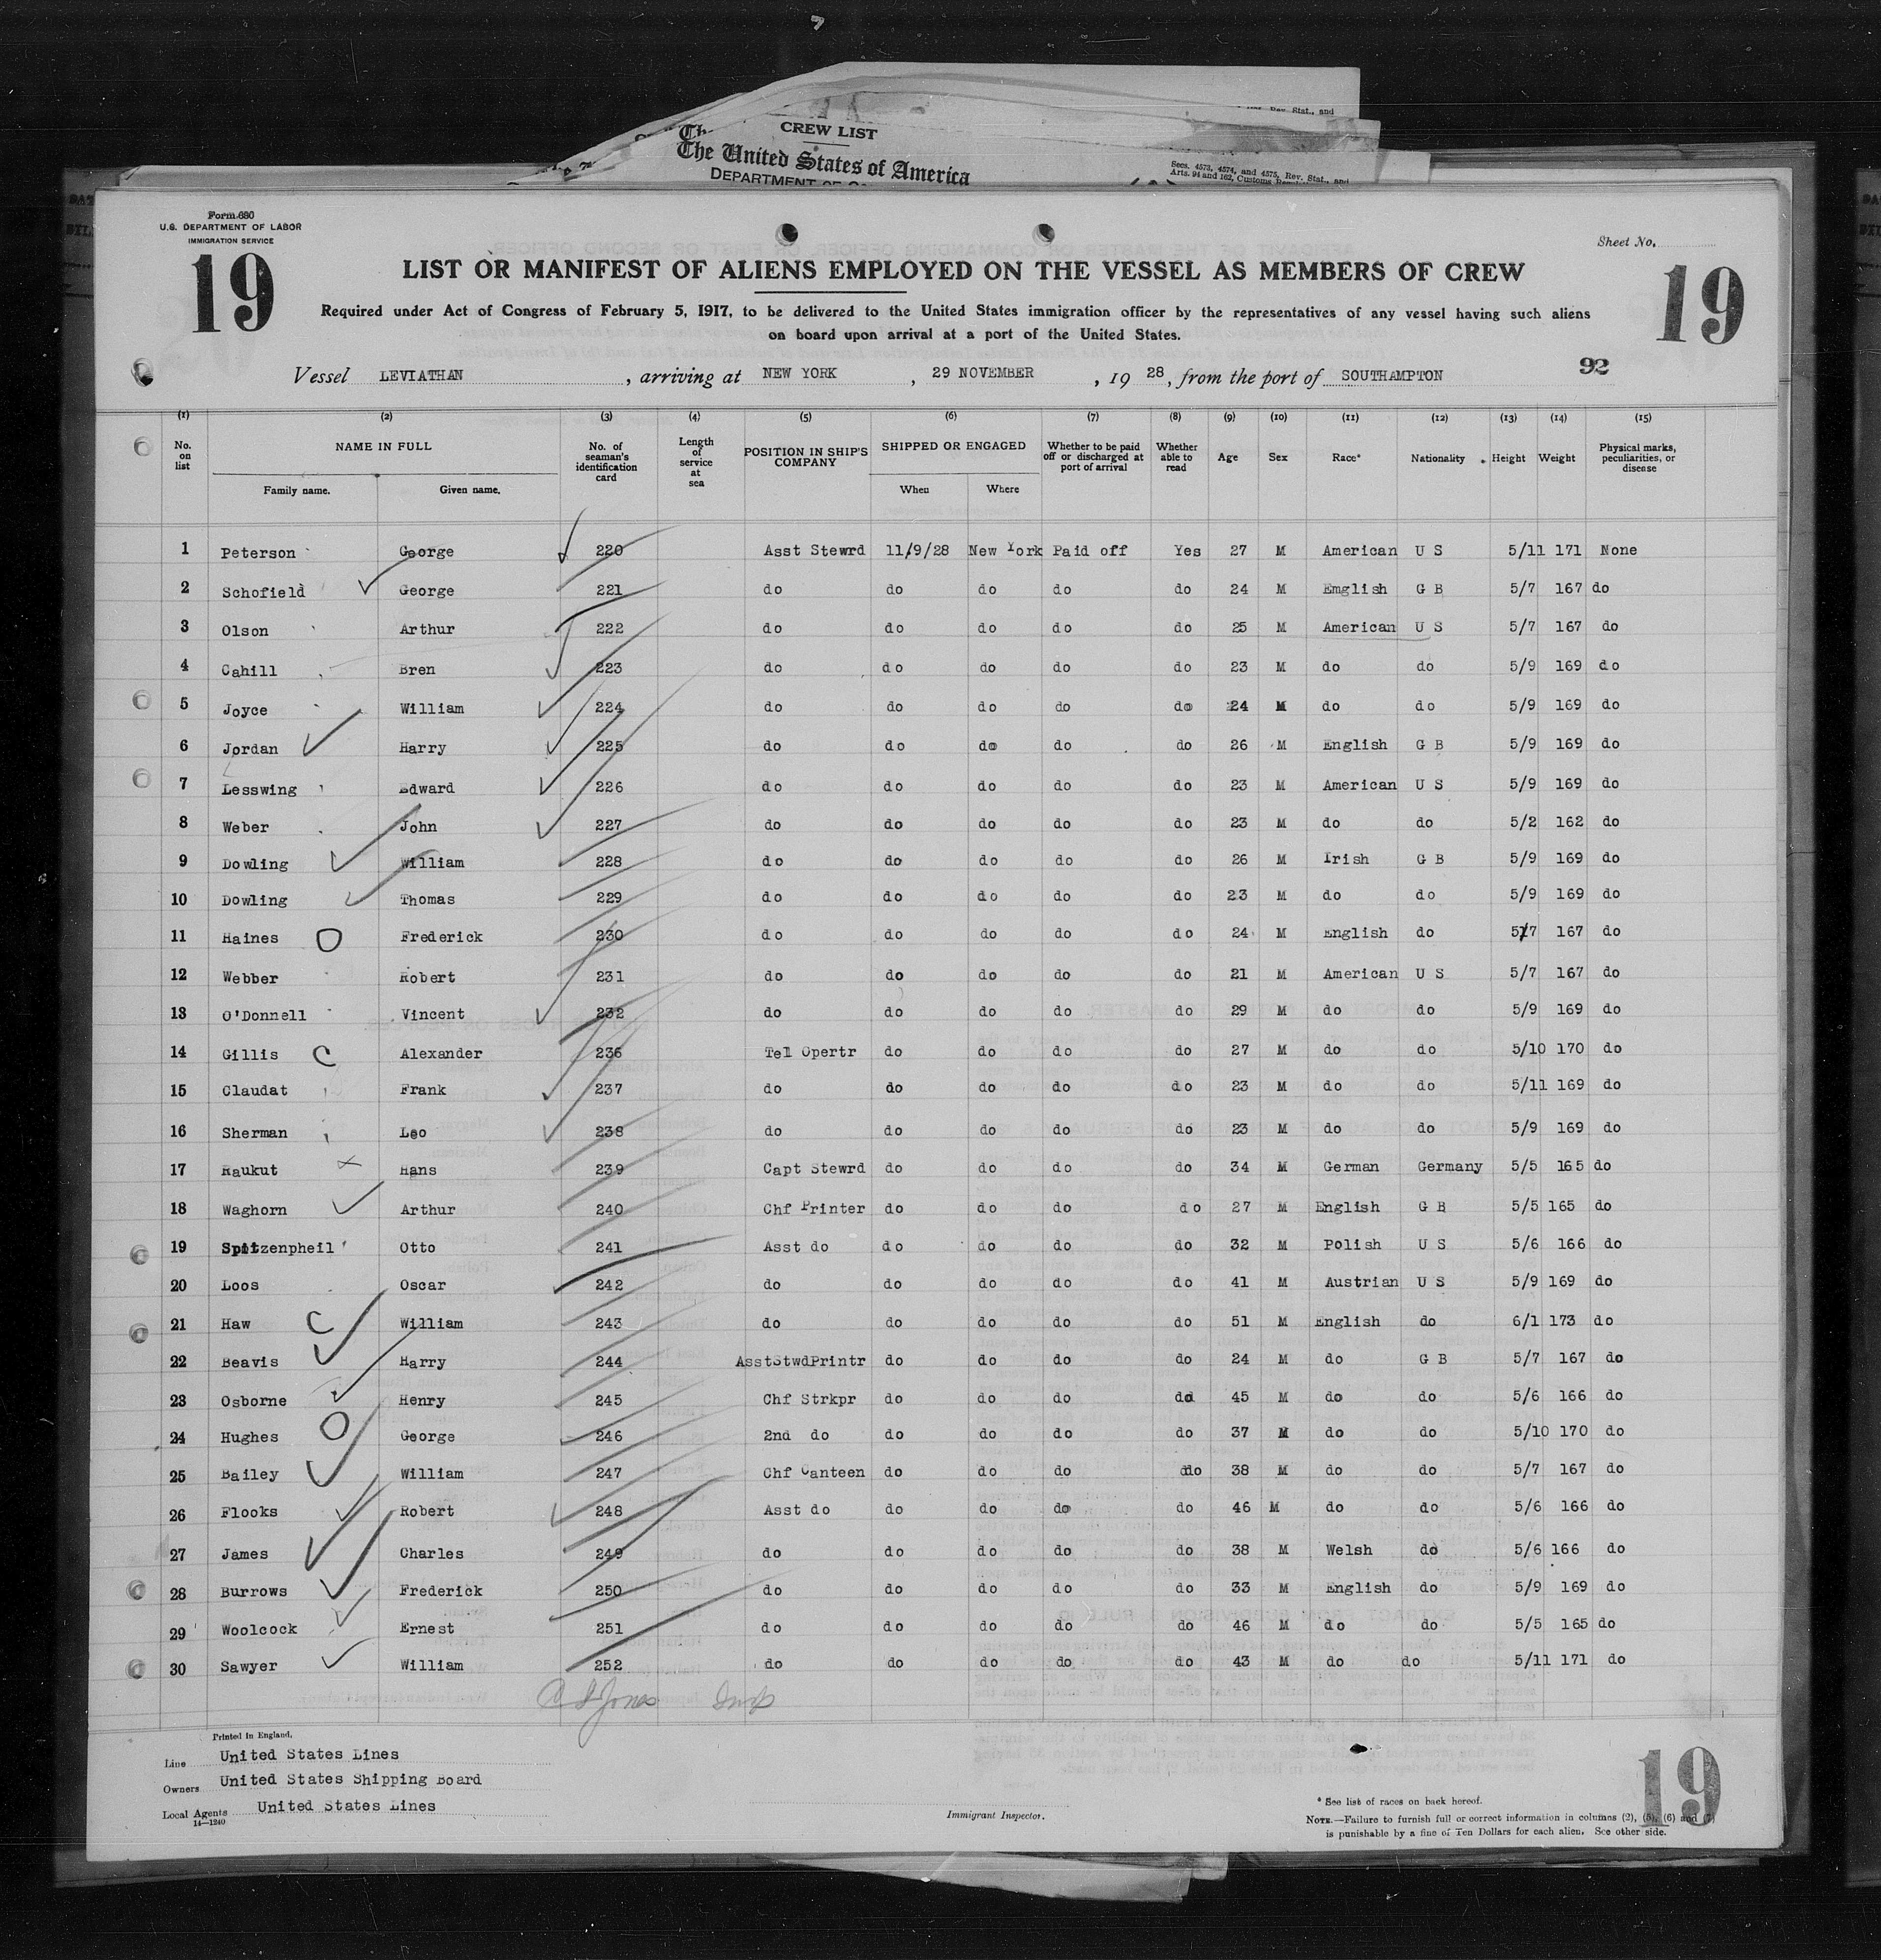 CREW LIST
The United States of America
Secs. 4573, 4574, and 4575, Rev. Stat., and
Form 680
U.S. DEPARTMENT OF LABOR
IMMIGRATION SERVICE
Sheet No.
19 19
LIST OR MANIFEST OF ALIENS EMPLOYED ON THE VESSEL AS MEMBERS OF CREW
Required under Act of Congress of February 5, 1917, to be delivered to the United States immigration officer by the representatives of any vessel having such aliens
on board upon arrival at a port of the United States.
92
Vessel LEVIATHAN, arriving at NEW YORK, 29 NOVEMBER, 19 28, from the port of SOUTHAMPTON
(1) (2) (3) (4) (5) (6) (7) (8) (9) (10) (11) (12) (13) (14) (15)
No. on list NAME IN FULL No. of seaman's identification card Length of service at sea POSITION IN SHIP'S COMPANY SHIPPED OR ENGAGED Whether to be paid off or discharged at port of arrival Whether able to read Age Sex Race* Nationality Height Weight Physical marks, peculiarities, or disease
Family name. Given name. When Where
1 Peterson George 220 Asst Stewrd 11/9/28 New York Paid off Yes 27 M American U S 5/11 171 None
2 Schofield George 221 do do do do do 24 M Emglish G B 5/7 167 do
3 Olson Arthur 222 do do do do do 25 M American U S 5/7 167 do
4 Cahill Bren 223 do do do do do 23 M do do 5/9 169 do
5 Joyce William 224 do do do do do 24 M do do 5/9 169 do
6 Jordan Harry 225 do do do do do 26 M English G B 5/9 169 do
7 Lesswing Edward 226 do do do do do 23 M American U S 5/9 169 do
8 Weber John 227 do do do do do 23 M do do 5/2 162 do
9 Dowling William 228 do do do do do 26 M Irish G B 5/9 169 do
10 Dowling Thomas 229 do do do do do 23 M do do 5/9 169 do
11 Haines O Frederick 230 do do do do do 24 M English do 5/7 167 do
12 Webber Robert 231 do do do do do 21 M American U S 5/7 167 do
13 O'Donnell Vincent 232 do do do do do 29 M do do 5/9 169 do
14 Gillis C Alexander 236 Tel Opertr do do do do 27 M do do 5/10 170 do
15 Claudat Frank 237 do do do do do 23 M do do 5/11 169 do
16 Sherman Leo 238 do do do do do 23 M do do 5/9 169 do
17 Raukut x Hans 239 Capt Stewrd do do do do 34 M German Germany 5/5 165 do
18 Waghorn Arthur 240 Chf Printer do do do do 27 M English G B 5/5 165 do
19 Spitzenpheil Otto 241 Asst do do do do do 32 M Polish U S 5/6 166 do
20 Loos Oscar 242 do do do do do 41 M Austrian U S 5/9 169 do
21 Haw C William 243 do do do do do 51 M English do 6/1 173 do
22 Beavis Harry 244 AsstStwdPrintr do do do do 24 M do G B 5/7 167 do
23 Osborne Henry 245 Chf Strkpr do do do do 45 M do do 5/6 166 do
24 Hughes O George 246 2nd do do do do do 37 M do do 5/10 170 do
25 Bailey William 247 Chf Canteen do do do do 38 M do do 5/7 167 do
26 Flooks Robert 248 Asst do do do do do 46 M do do 5/6 166 do
27 James Charles 249 do do do do do 38 M Welsh do 5/6 166 do
28 Burrows Frederick 250 do do do do do 33 M English do 5/9 169 do
29 Woolcock Ernest 251 do do do do do 46 M do do 5/5 165 do
30 Sawyer William 252 do do do do do 43 M do do 5/11 171 do
Jones Insp
Printed in England.
Line United States Lines
Owners United States Shipping Board
Local Agents United States Lines
14—1240
Immigrant Inspector.
* See list of races on back hereof.
NOTE.—Failure to furnish full or correct information in columns (2), (5), (6) and (7)
is punishable by a fine of Ten Dollars for each alien. See other side.
19